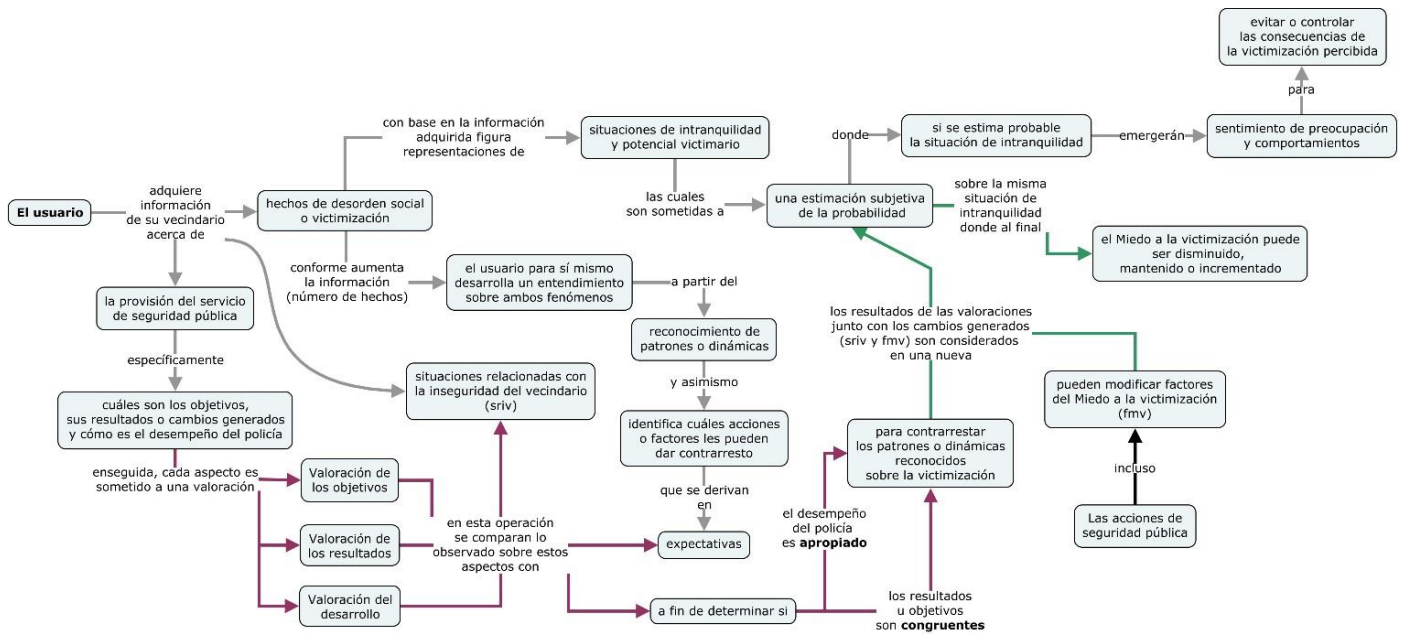 evitar o controlar
las consecuencias de
la victimización percibida
para
con base en la información
adquirida figura
representaciones de
situaciones de intranquilidad
y potencial victimario
donde
si se estima probable
la situación de intranquilidad
emergerán
sentimiento de preocupación
y comportamientos
El usuario
adquiere
información
de su vecindario
acerca de
hechos de desorden social
o victimización
las cuales
son sometidas a
una estimación subjetiva
de la probabilidad
sobre la misma
situación de
intranquilidad
donde al final
el Miedo a la victimización puede
ser disminuido,
mantenido o incrementado
conforme aumenta
la información
(número de hechos)
el usuario para sí mismo
desarrolla un entendimiento
sobre ambos fenómenos
a partir del
la provisión del servicio
de seguridad pública
reconocimiento de
patrones o dinámicas
los resultados de las valoraciones
junto con los cambios generados
(sriv y fmv) son considerados
en una nueva
específicamente
situaciones relacionadas con
la inseguridad del vecindario
(sriv)
y asimismo
pueden modificar factores
del Miedo a la victimización
(fmv)
cuáles son los objetivos,
sus resultados o cambios generados
y cómo es el desempeño del policía
identifica cuáles acciones
o factores les pueden
dar contrarresto
para contrarrestar
los patrones o dinámicas
reconocidos
sobre la victimización
incluso
enseguida, cada aspecto es
sometido a una valoración
Valoración de
los objetivos
que se derivan
en
Las acciones de
seguridad pública
Valoración de
los resultados
en esta operación
se comparan lo
observado sobre estos
aspectos con
expectativas
el desempeño
del policía
es apropiado
Valoración del
desarrollo
a fin de determinar si
los resultados
u objetivos
son congruentes